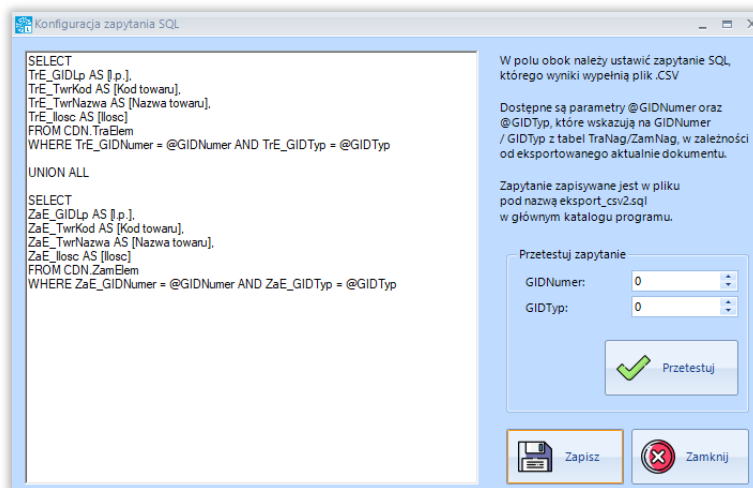 Konfiguracja zapytania SQL
SELECT
TrE_GIDLp AS [l.p.],
TrE_TwrKod AS [Kod towaru],
TrE_TwrNazwa AS [Nazwa towaru],
TrE_Ilosc AS [Ilosc]
FROM CDN.TraElem
WHERE TrE_GIDNumer = @GIDNumer AND TrE_GIDTyp = @GIDTyp
UNION ALL
SELECT
ZaE_GIDLp AS [l.p.],
ZaE_TwrKod AS [Kod towaru],
ZaE_TwrNazwa AS [Nazwa towaru],
ZaE_Ilosc AS [Ilosc]
FROM CDN.ZamElem
WHERE ZaE_GIDNumer = @GIDNumer AND ZaE_GIDTyp = @GIDTyp
W polu obok należy ustawić zapytanie SQL,
którego wyniki wypełnią plik .CSV
Dostępne są parametry @GIDNumer oraz
@GIDTyp, które wskazują na GIDNumer
/ GIDTyp z tabel TraNag/ZamNag, w zależności
od eksportowanego aktualnie dokumentu.
Zapytanie zapisywane jest w pliku
pod nazwą eksport_csv2.sql
w głównym katalogu programu.
Przetestuj zapytanie
GIDNumer: 0
GIDTyp: 0
Przetestuj
Zapisz
Zamknij